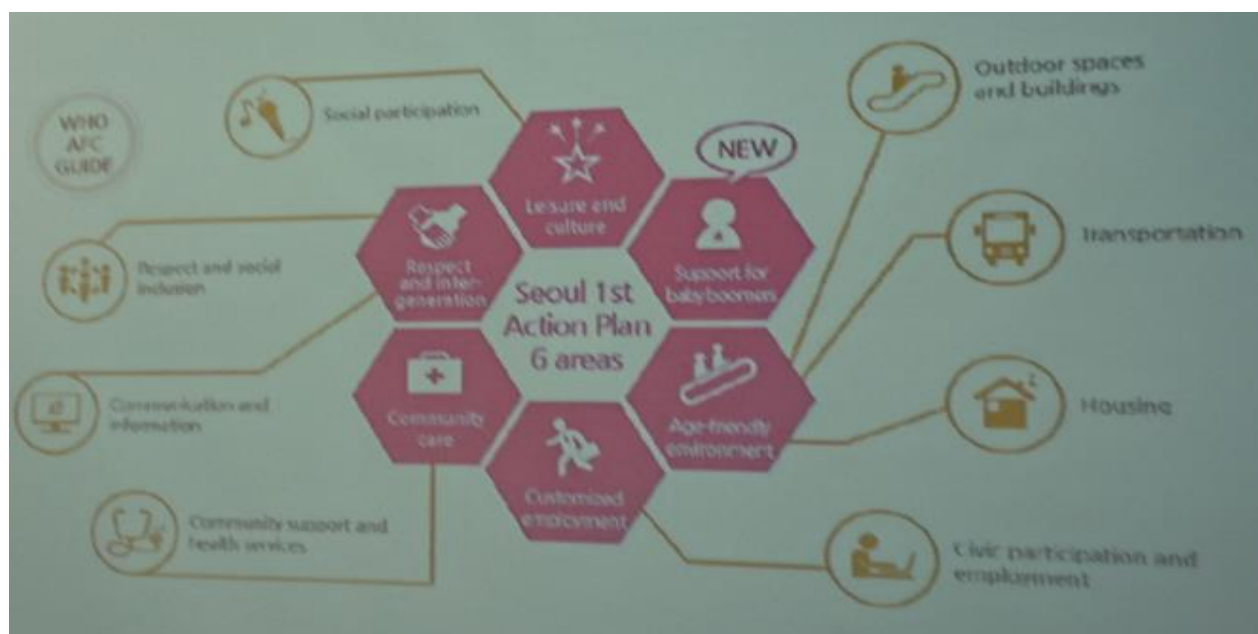 WHO
AFC
GUIDE
Social participation
Outdoor spaces
and buildings
NEW
Leisure and
culture
Respect
and inter-
generation
Support for
babyboomers
Transportation
Respect and social
inclusion
Seoul 1st
Action Plan
6 areas
Communication and
information
Community
care
Age-friendly
environment
Housing
Customized
employment
Community support and
health services
Civic participation and
employment